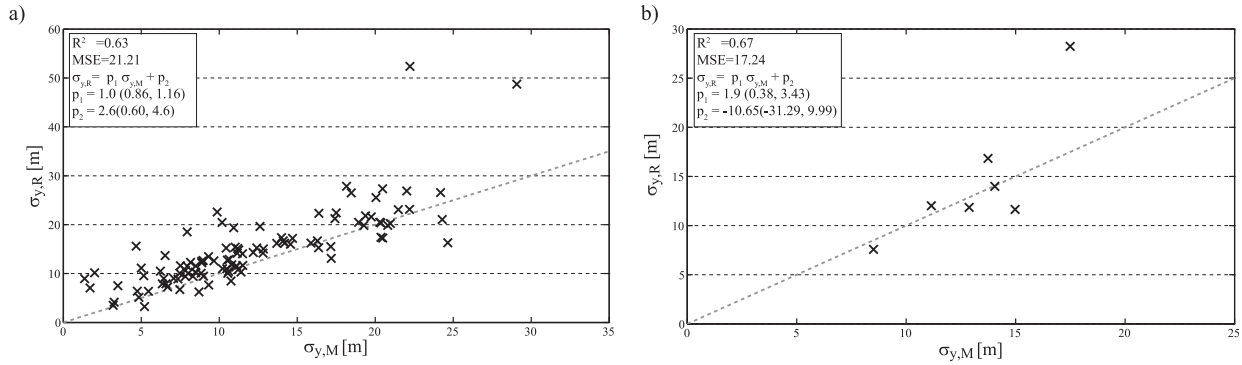 a)
60
50
40
30
20
10
0
σy,R [m]
R² =0.63
MSE=21.21
σy,R= p1 σy,M + p2
p1 = 1.0 (0.86, 1.16)
p2 = 2.6(0.60, 4.6)
0 5 10 15 20 25 30 35
σy,M [m]
b)
30
25
20
15
10
5
0
σy,R [m]
R² =0.67
MSE=17.24
σy,R= p1 σy,M + p2
p1 = 1.9 (0.38, 3.43)
p2 = -10.65(-31.29, 9.99)
0 5 10 15 20 25
σy,M [m]